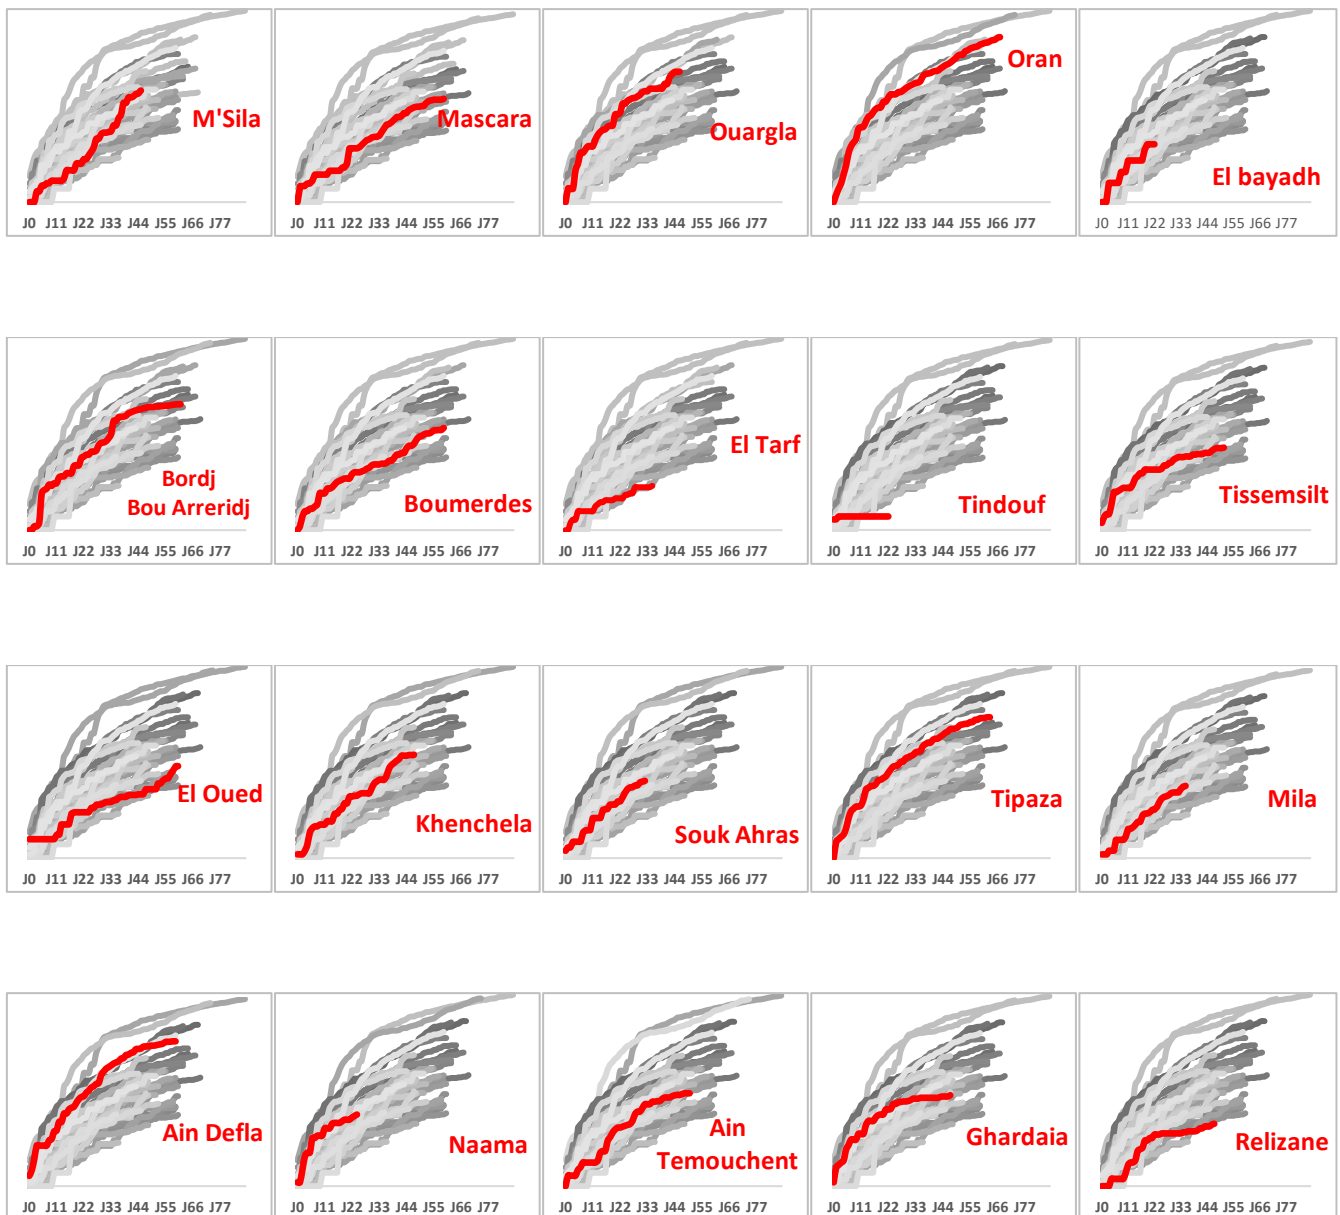 M'Sila
J0 J11 J22 J33 J44 J55 J66 J77
Mascara
J0 J11 J22 J33 J44 J55 J66 J77
Ouargla
J0 J11 J22 J33 J44 J55 J66 J77
Oran
J0 J11 J22 J33 J44 J55 J66 J77
El bayadh
J0 J11 J22 J33 J44 J55 J66 J77
Bordj
Bou Arreridj
J0 J11 J22 J33 J44 J55 J66 J77
Boumerdes
J0 J11 J22 J33 J44 J55 J66 J77
El Tarf
J0 J11 J22 J33 J44 J55 J66 J77
Tindouf
J0 J11 J22 J33 J44 J55 J66 J77
Tissemsilt
J0 J11 J22 J33 J44 J55 J66 J77
El Oued
J0 J11 J22 J33 J44 J55 J66 J77
Khenchela
J0 J11 J22 J33 J44 J55 J66 J77
Souk Ahras
J0 J11 J22 J33 J44 J55 J66 J77
Tipaza
J0 J11 J22 J33 J44 J55 J66 J77
Mila
J0 J11 J22 J33 J44 J55 J66 J77
Ain Defla
J0 J11 J22 J33 J44 J55 J66 J77
Naama
J0 J11 J22 J33 J44 J55 J66 J77
Ain
Temouchent
J0 J11 J22 J33 J44 J55 J66 J77
Ghardaia
J0 J11 J22 J33 J44 J55 J66 J77
Relizane
J0 J11 J22 J33 J44 J55 J66 J77